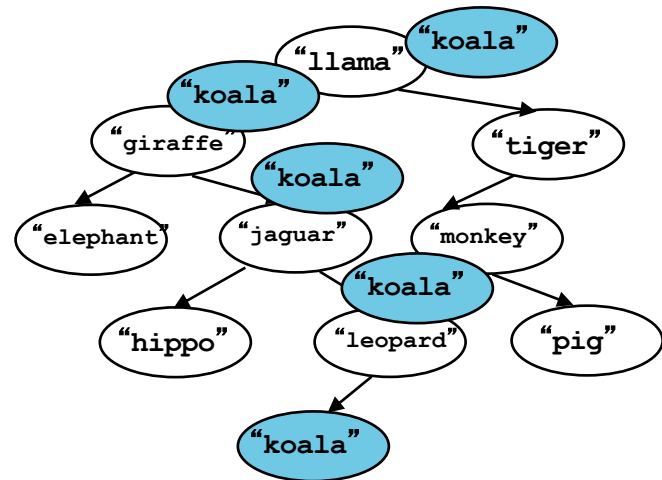 “koala”
“llama”
“koala”
“giraffe”
“tiger”
“koala”
“elephant”
“jaguar”
“monkey”
“koala”
“hippo”
“leopard”
“pig”
“koala”